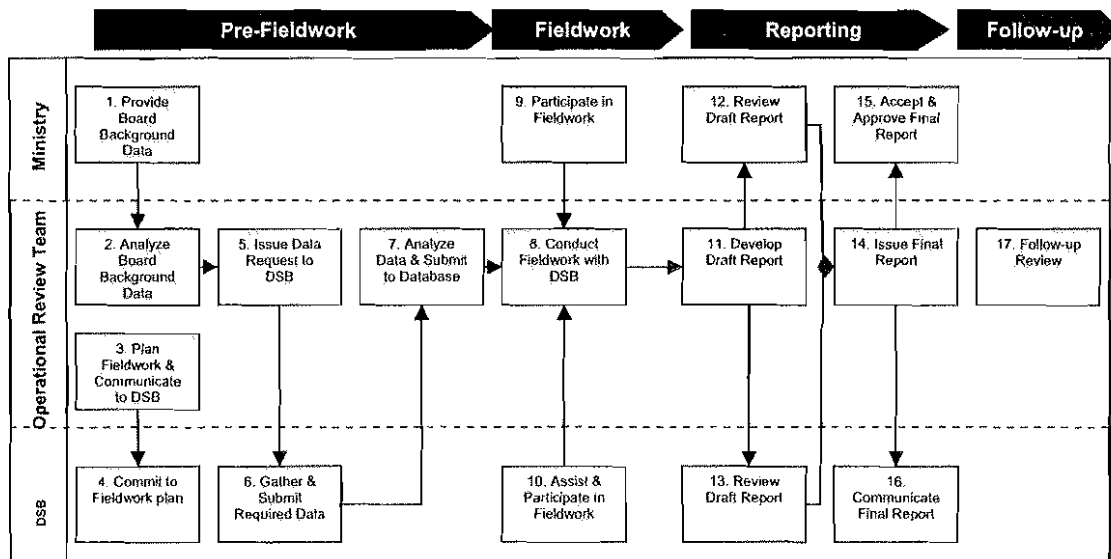 Pre-Fieldwork
Fieldwork
Reporting
Follow-up
Ministry
1. Provide
Board
Background
Data
9. Participate in
Fieldwork
12. Review
Draft Report
15. Accept &
Approve Final
Report
Operational Review Team
2. Analyze
Board
Background
Data
5. Issue Data
Request to
DSB
7. Analyze
Data & Submit
to Database
8. Conduct
Fieldwork with
DSB
11. Develop
Draft Report
14. Issue Final
Report
17. Follow-up
Review
3. Plan
Fieldwork &
Communicate
to DSB
DSB
4. Commit to
Fieldwork plan
6. Gather &
Submit
Required Data
10. Assist &
Participate in
Fieldwork
13. Review
Draft Report
16.
Communicate
Final Report